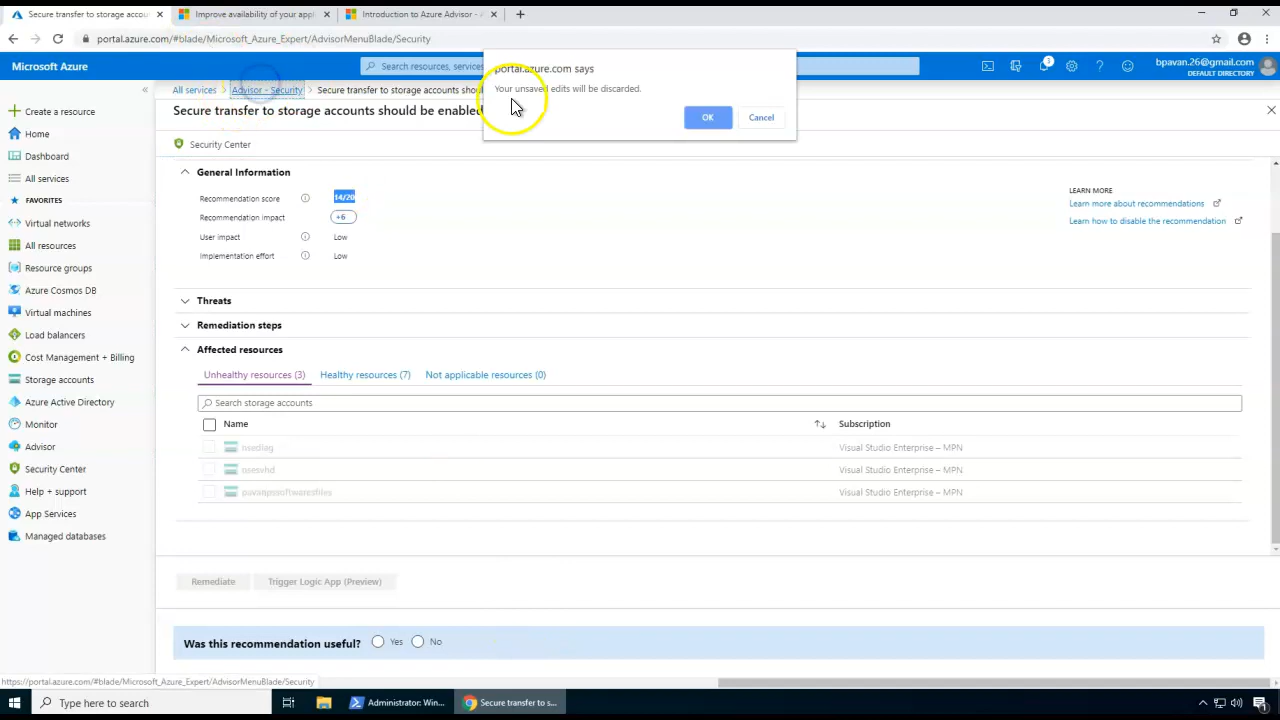 Secure transfer to storage accou
Improve availability of your appl
Introduction to Azure Advisor - A
portal.azure.com/#blade/Microsoft_Azure_Expert/AdvisorMenuBlade/Security
portal.azure.com says
Your unsaved edits will be discarded.
OK
Cancel
Microsoft Azure
Search resources, services
bpavan.26@gmail.com
DEFAULT DIRECTORY
All services
Advisor - Security
Secure transfer to storage accounts shou
Secure transfer to storage accounts should be enabled
Security Center
Create a resource
Home
Dashboard
All services
FAVORITES
Virtual networks
All resources
Resource groups
Azure Cosmos DB
Virtual machines
Load balancers
Cost Management + Billing
Storage accounts
Azure Active Directory
Monitor
Advisor
Security Center
Help + support
App Services
Managed databases
General Information
Recommendation score 14/20
Recommendation impact +6
User impact Low
Implementation effort Low
LEARN MORE
Learn more about recommendations
Learn how to disable the recommendation
Threats
Remediation steps
Affected resources
Unhealthy resources (3) Healthy resources (7) Not applicable resources (0)
Search storage accounts
Name Subscription
nsediag Visual Studio Enterprise – MPN
nsesvhd Visual Studio Enterprise – MPN
pavanpssoftwaresfiles Visual Studio Enterprise – MPN
Remediate
Trigger Logic App (Preview)
Was this recommendation useful? Yes No
https://portal.azure.com/#blade/Microsoft_Azure_Expert/AdvisorMenuBlade/Security
Type here to search
Administrator: Win...
Secure transfer to s...